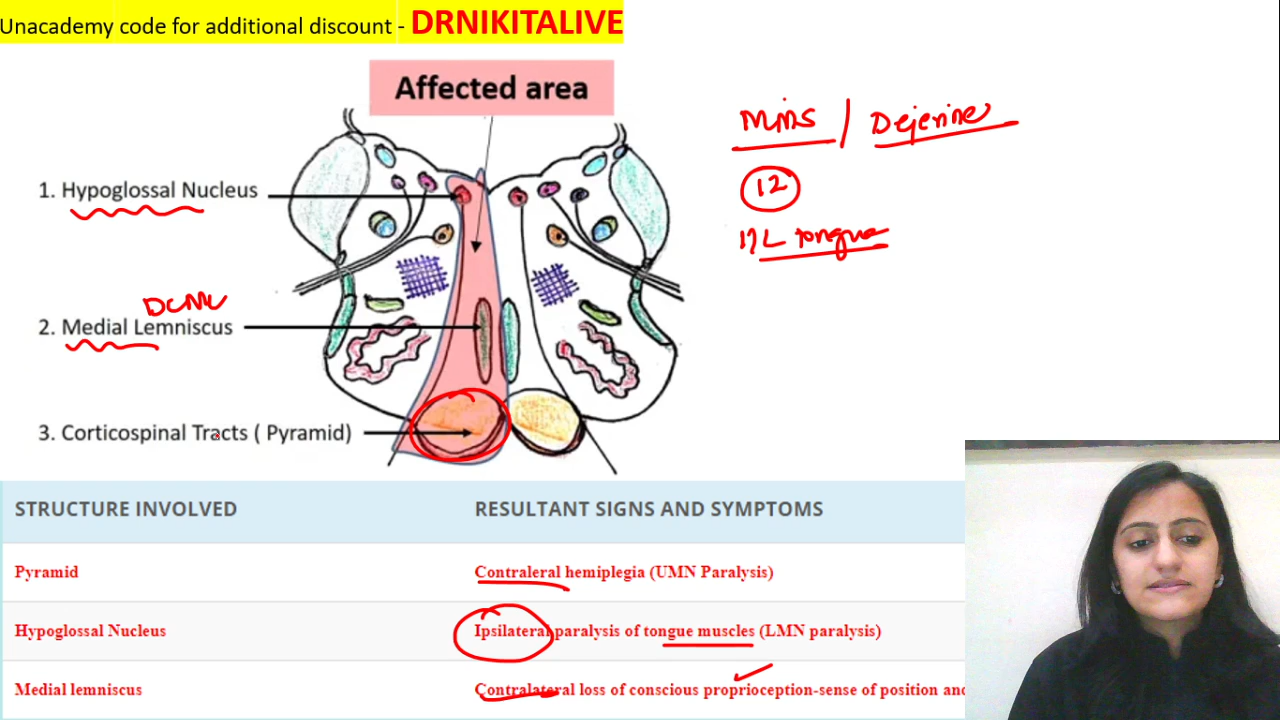 Unacademy code for additional discount - DRNIKITALIVE
Affected area
MMS / Dejerine
12
I/L tongue
1. Hypoglossal Nucleus
DCML
2. Medial Lemniscus
3. Corticospinal Tracts ( Pyramid)
STRUCTURE INVOLVED RESULTANT SIGNS AND SYMPTOMS
Pyramid Contraleral hemiplegia (UMN Paralysis)
Hypoglossal Nucleus Ipsilateral paralysis of tongue muscles (LMN paralysis)
Medial lemniscus Contralateral loss of conscious proprioception-sense of position and